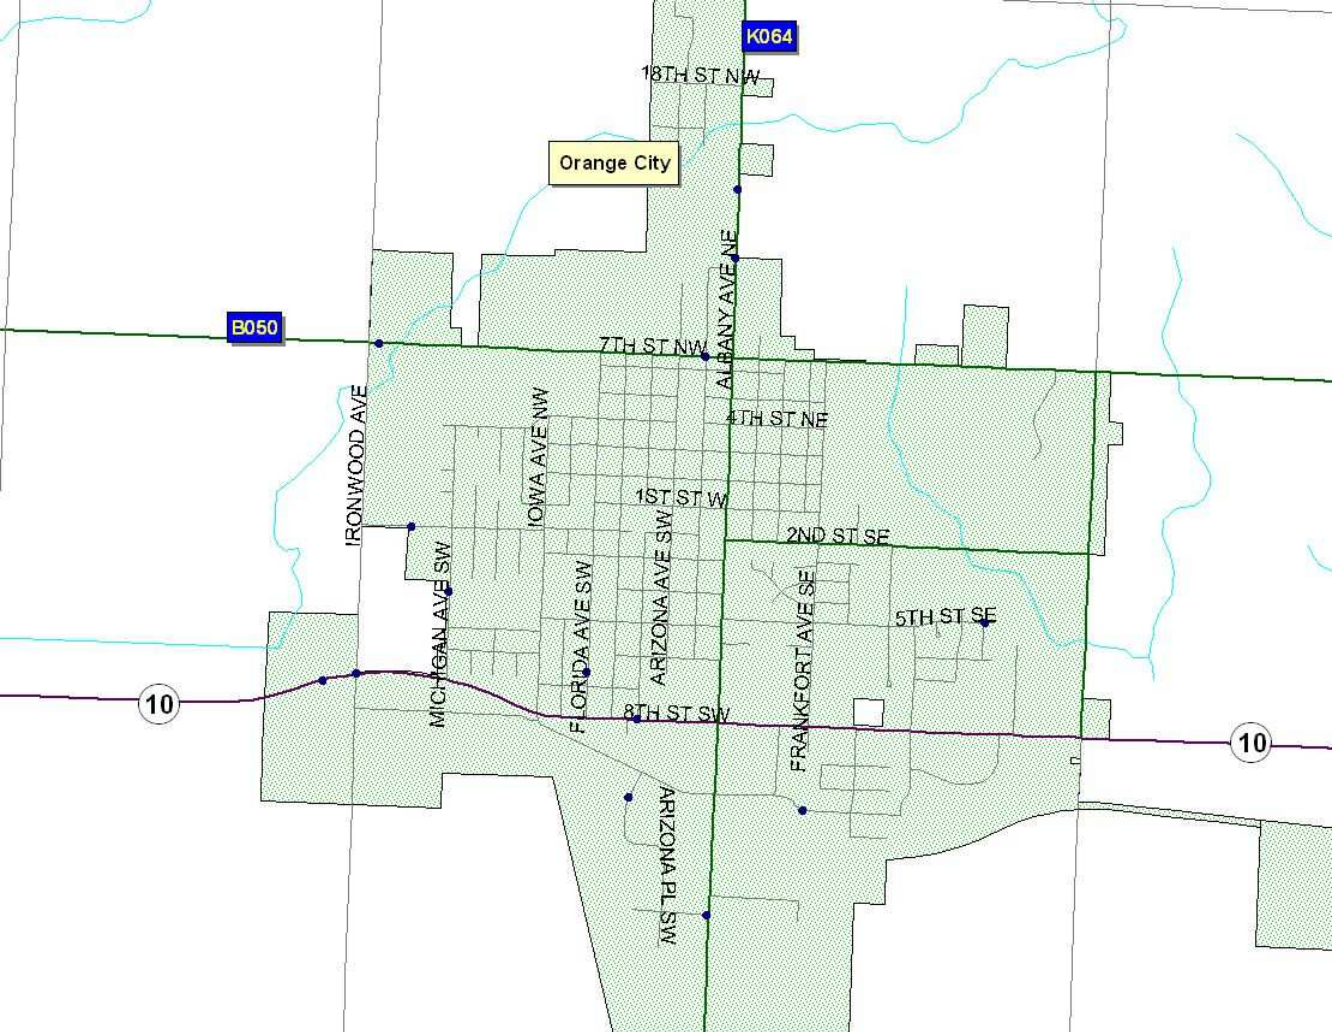 K064
18TH ST NW
Orange City
ALBANY AVE NE
B050
7TH ST NW
IRONWOOD AVE
IOWA AVE NW
4TH ST NE
1ST ST W
2ND ST SE
MICHIGAN AVE SW
FLORIDA AVE SW
ARIZONA AVE SW
FRANKFORT AVE SE
5TH ST SE
10
8TH ST SW
10
ARIZONA PL SW